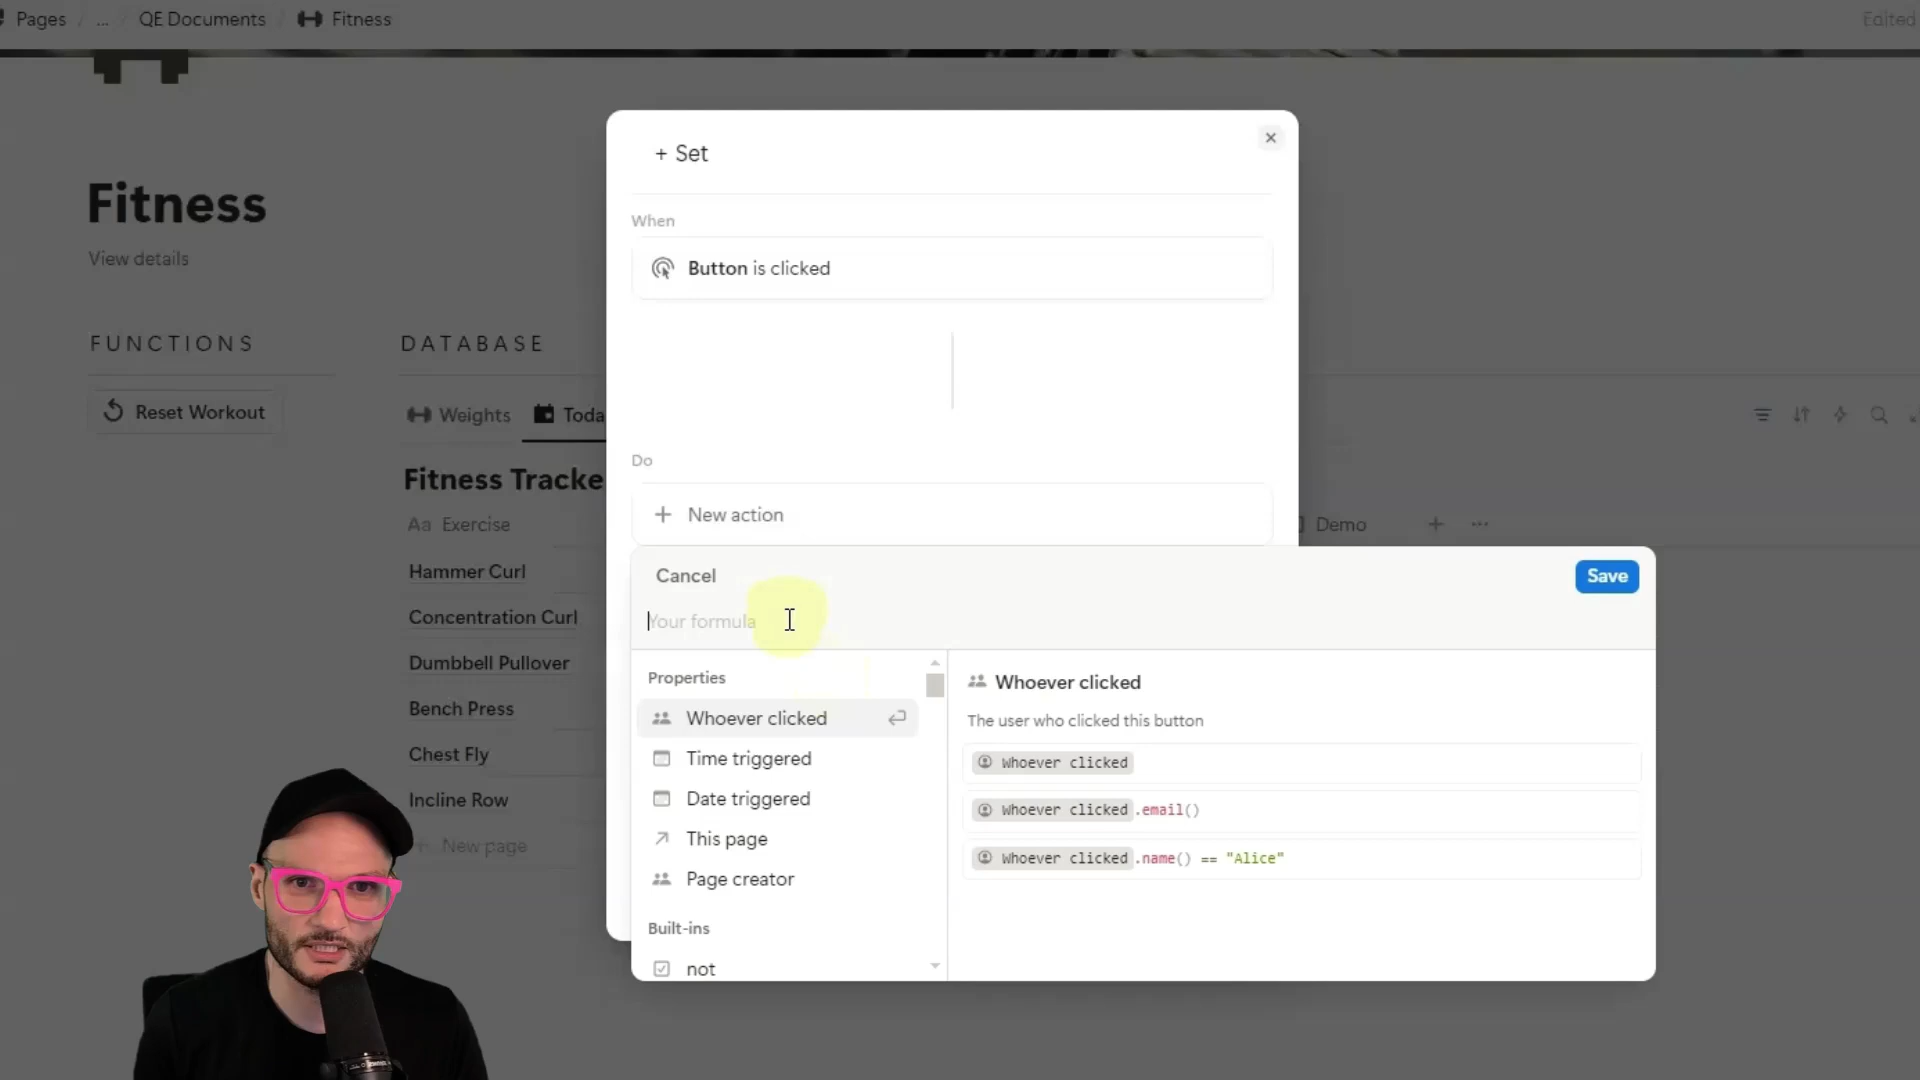 Pages / ... / QE Documents / Fitness
Edited
Fitness
View details
FUNCTIONS
DATABASE
Reset Workout
Weights
Toda
Fitness Tracke
Aa Exercise
Hammer Curl
Concentration Curl
Dumbbell Pullover
Bench Press
Chest Fly
Incline Row
New page
Demo
+ Set
When
Button is clicked
Do
New action
Cancel
Save
Your formula
Properties
Whoever clicked
Time triggered
Date triggered
This page
Page creator
Built-ins
not
Whoever clicked
The user who clicked this button
Whoever clicked
Whoever clicked.email()
Whoever clicked.name() == "Alice"